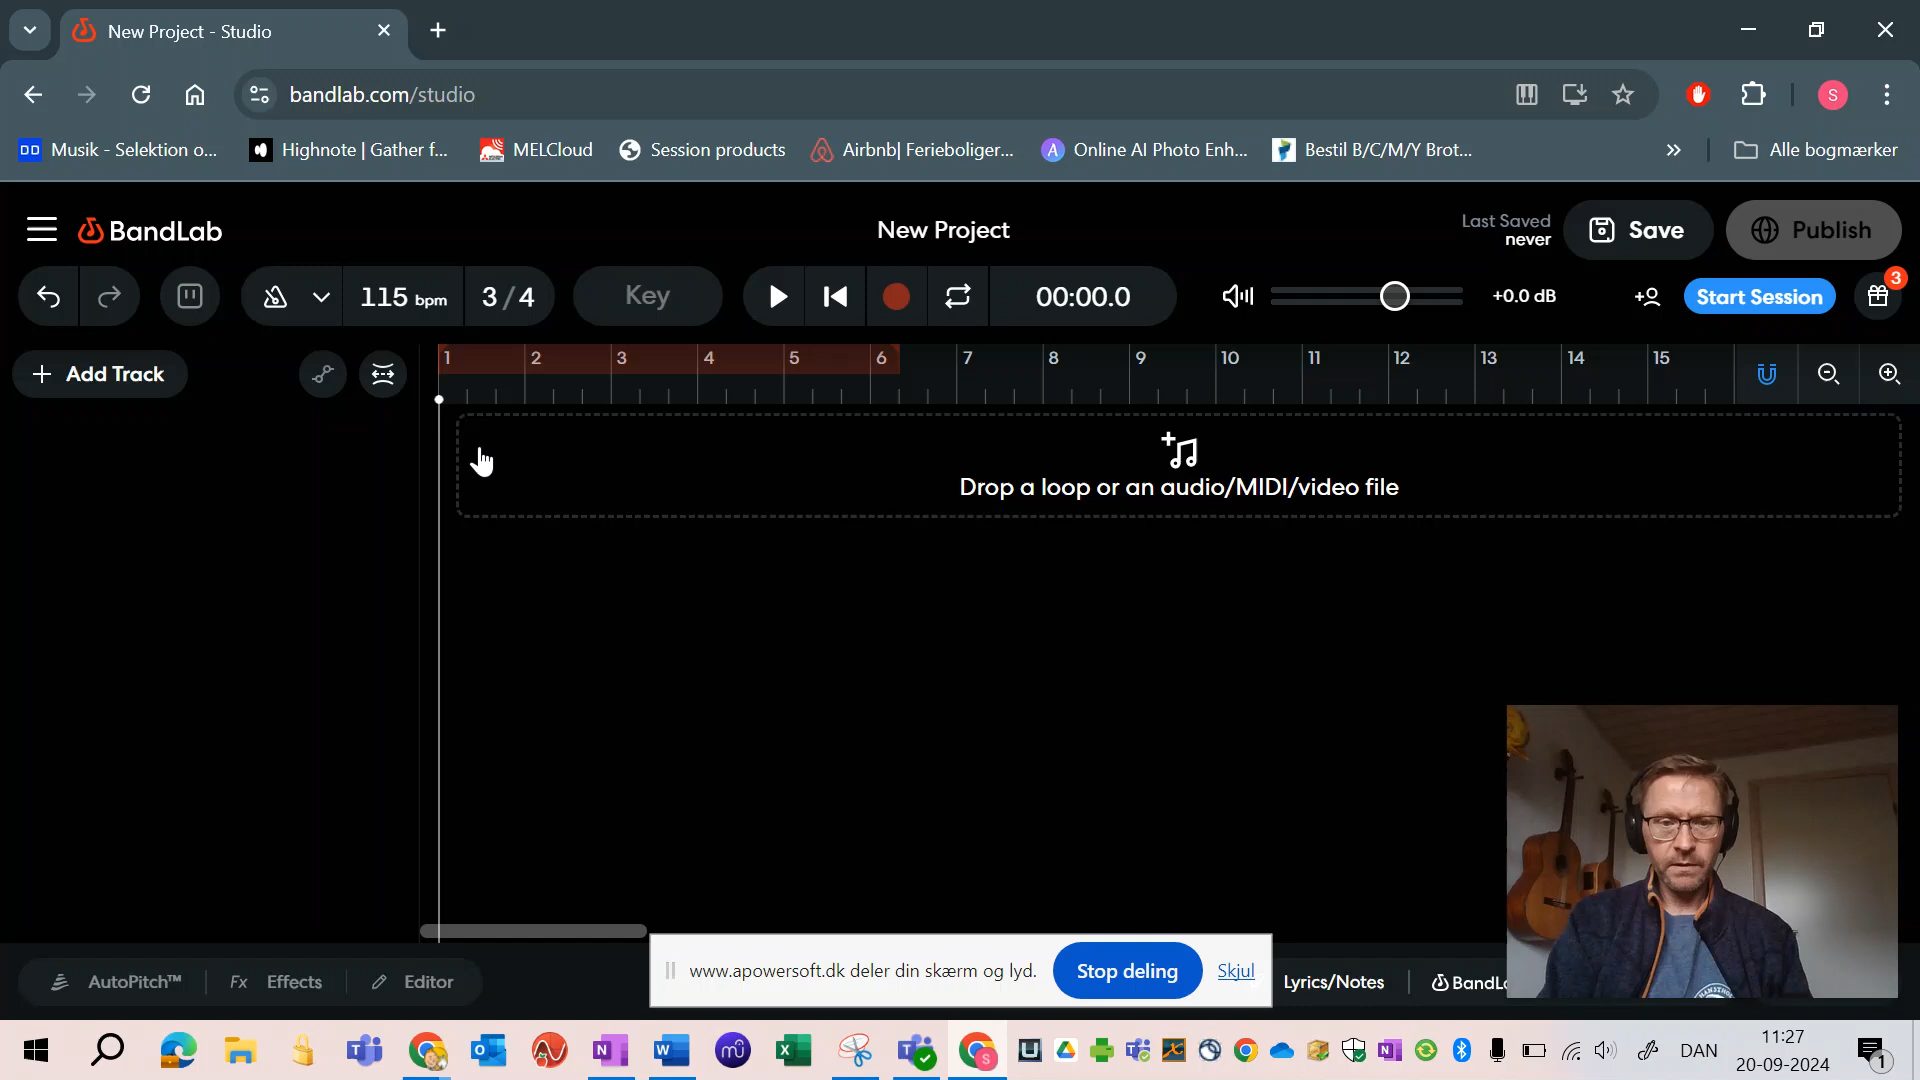 New Project - Studio
bandlab.com/studio
S
DD Musik - Selektion o...
Highnote | Gather f...
MELCloud
Session products
Airbnb| Ferieboliger...
A Online AI Photo Enh...
Bestil B/C/M/Y Brot...
Alle bogmærker
BandLab
New Project
Last Saved
never
Save
Publish
115 bpm
3 / 4
Key
00:00.0
+0.0 dB
Start Session
3
+ Add Track
1 2 3 4 5 6 7 8 9 10 11 12 13 14 15
Drop a loop or an audio/MIDI/video file
AutoPitch™
Fx Effects
Editor
www.apowersoft.dk deler din skærm og lyd.
Stop deling
Skjul
Lyrics/Notes
DAN
11:27
20-09-2024
1